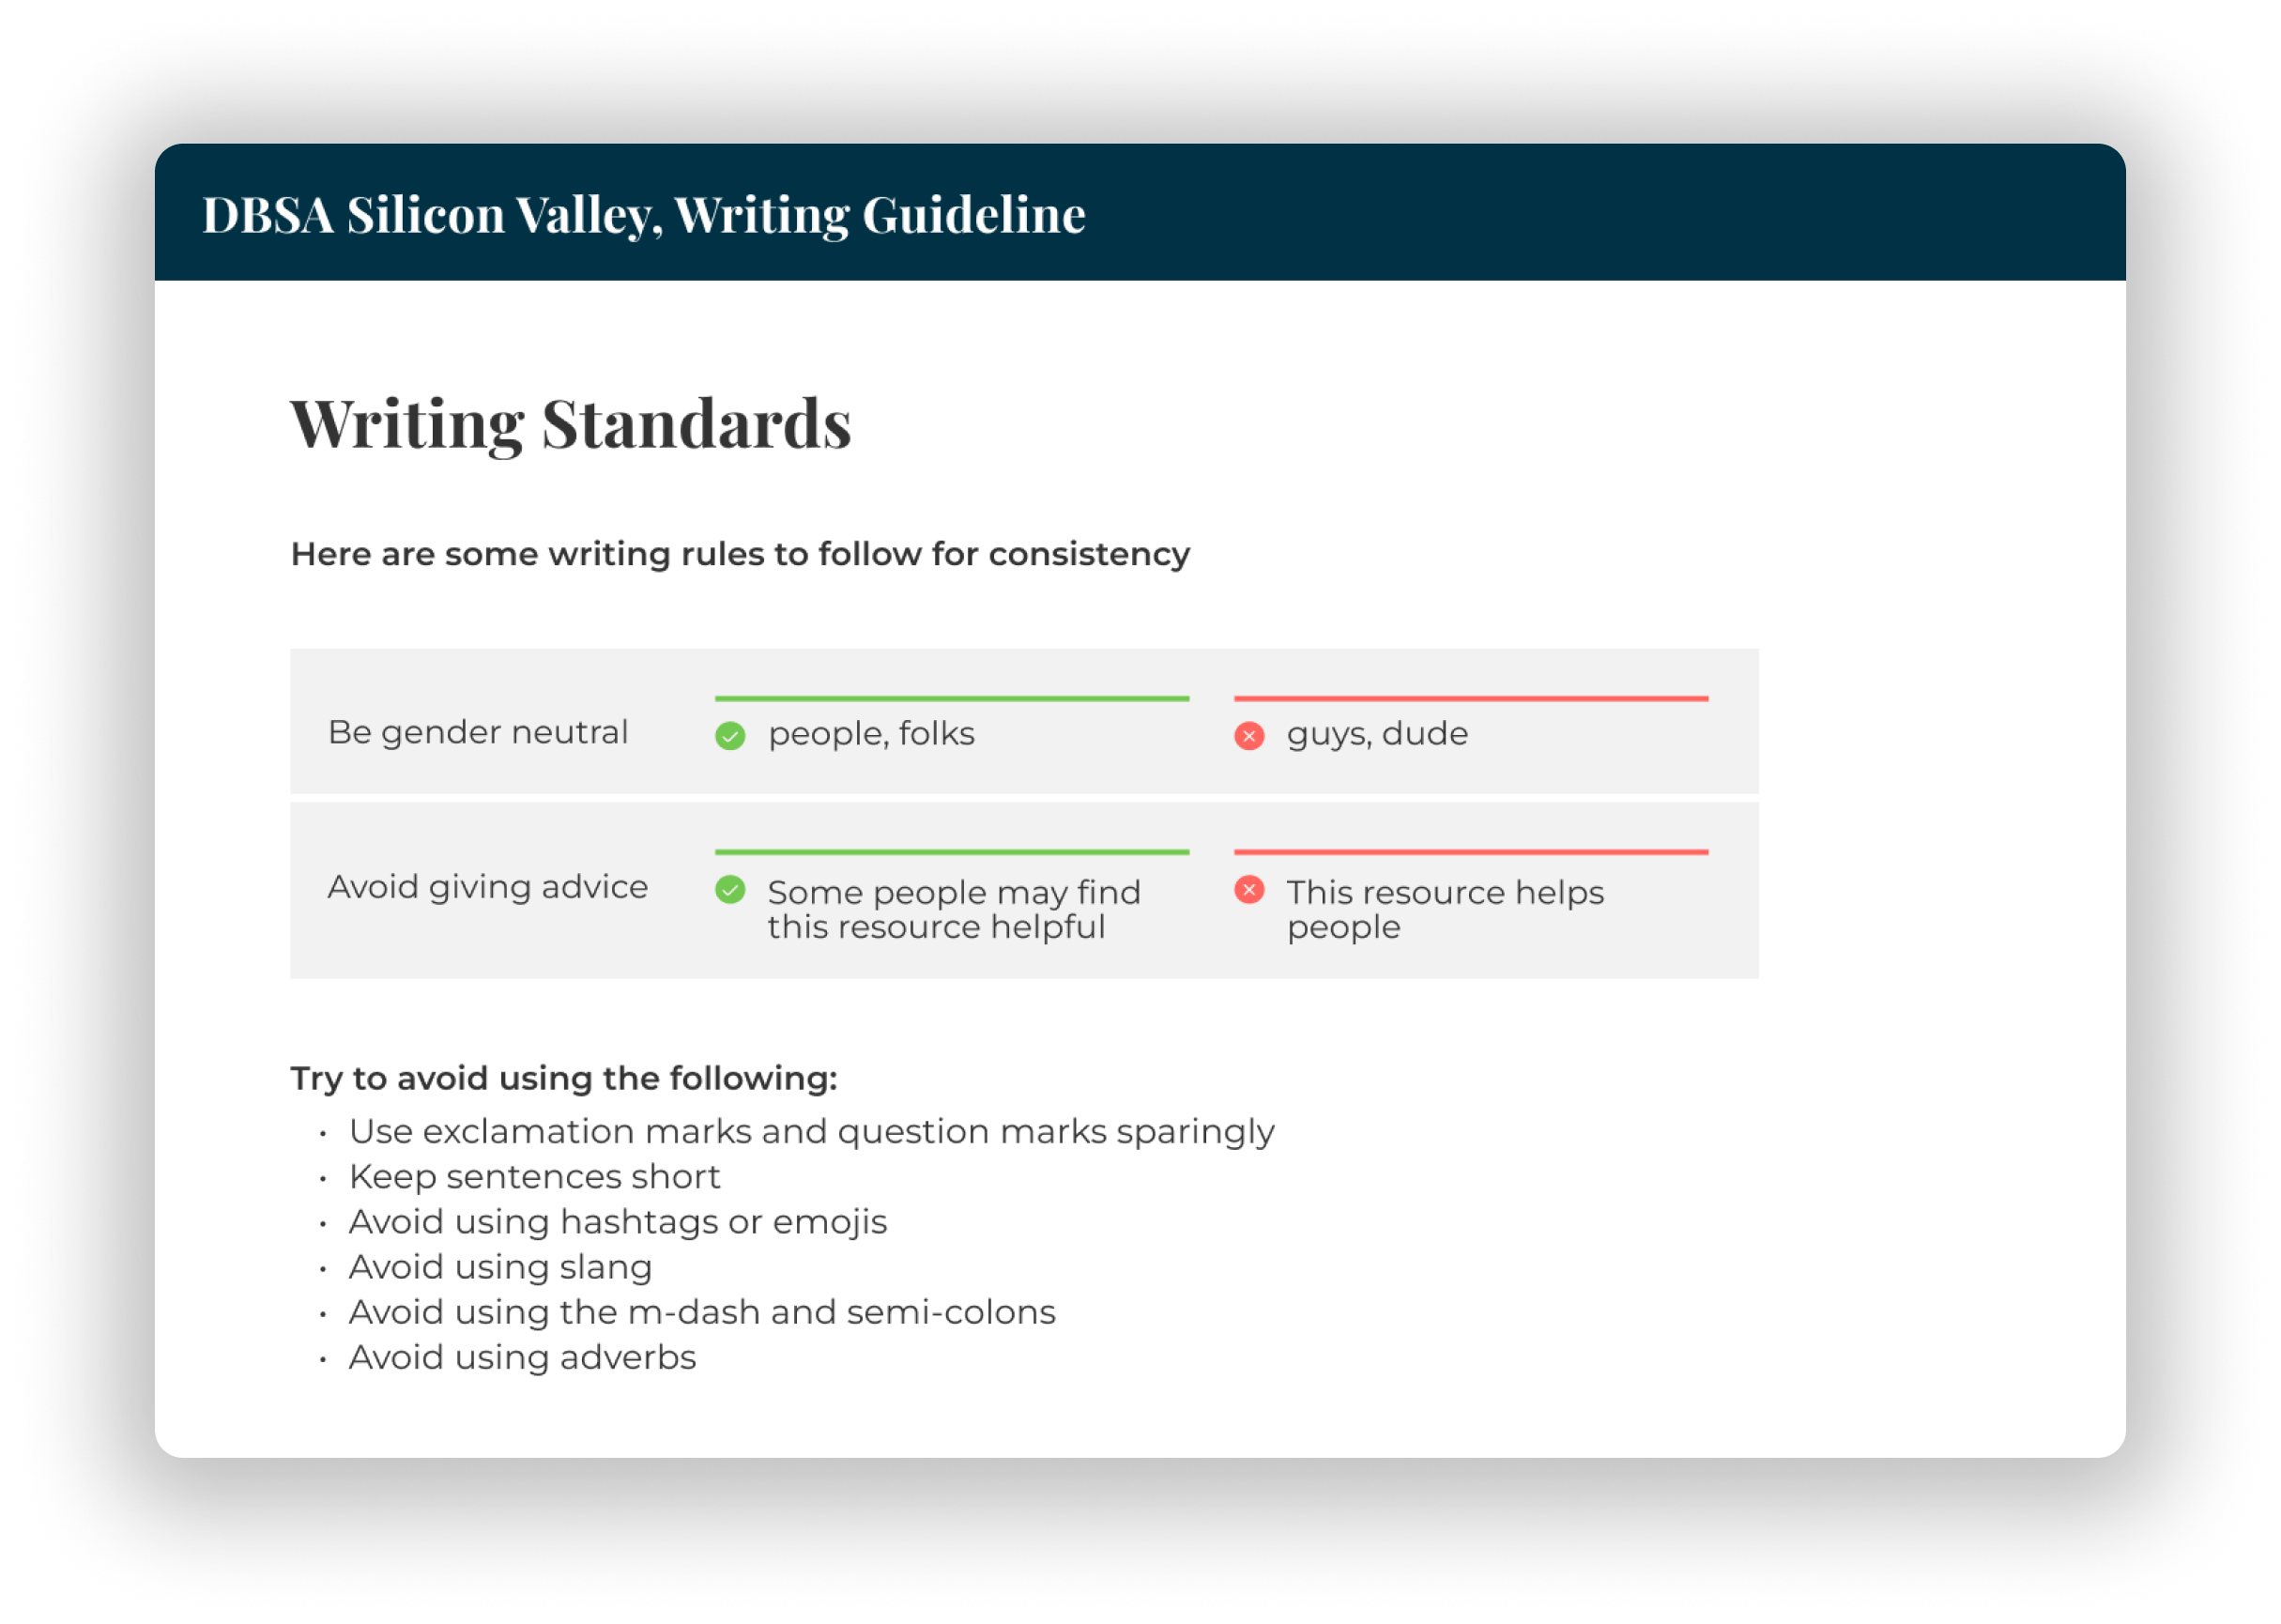 DBSA Silicon Valley, Writing Guideline
Writing Standards
Here are some writing rules to follow for consistency
Be gender neutral
people, folks
guys, dude
Avoid giving advice
Some people may find
this resource helpful
This resource helps
people
Try to avoid using the following:
• Use exclamation marks and question marks sparingly
• Keep sentences short
• Avoid using hashtags or emojis
• Avoid using slang
• Avoid using the m-dash and semi-colons
• Avoid using adverbs